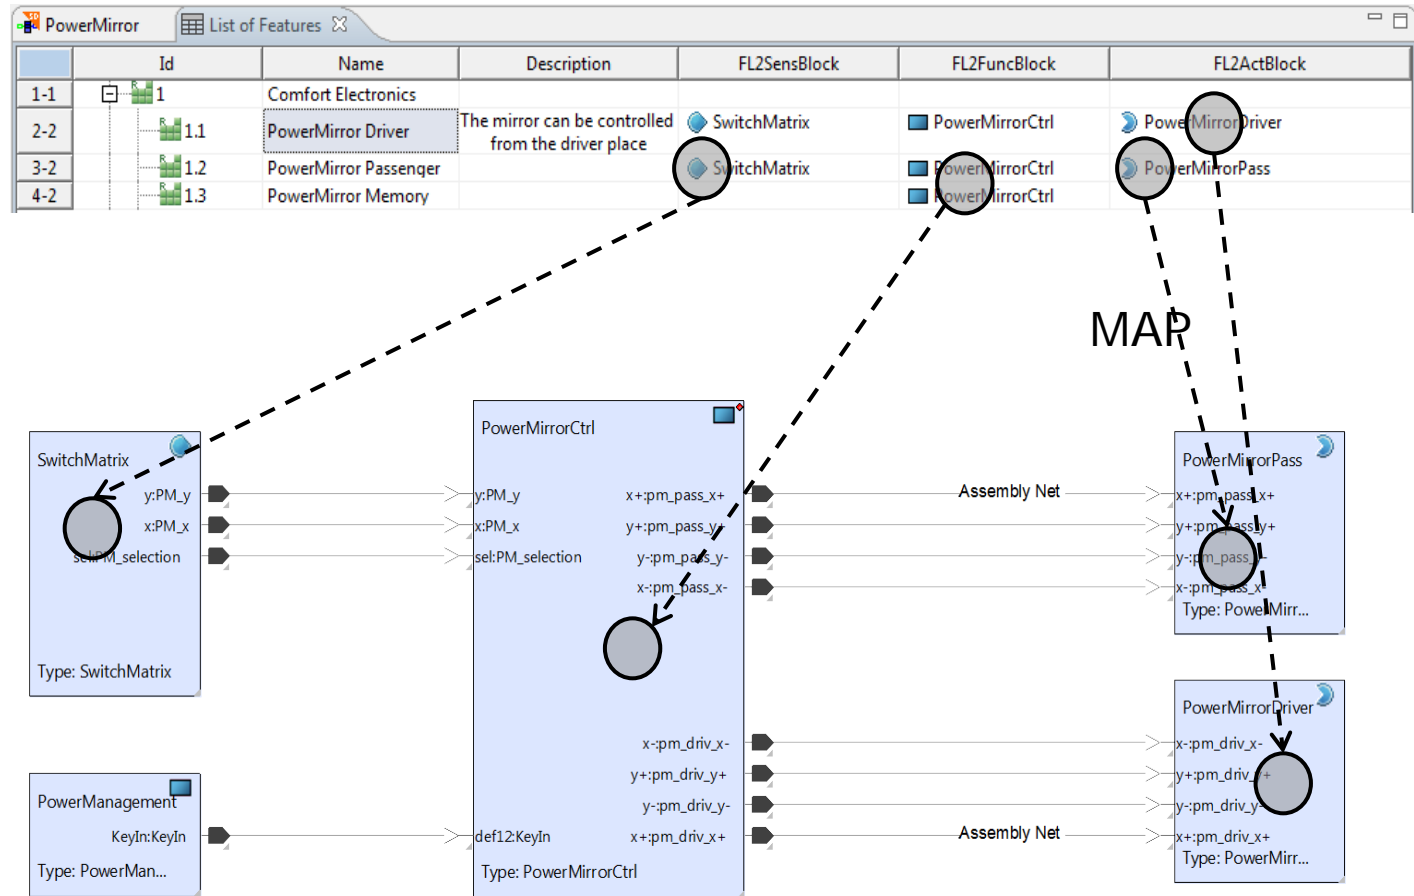 PowerMirror List of Features
Id Name Description FL2SensBlock FL2FuncBlock FL2ActBlock
1-1 1 Comfort Electronics
2-2 1.1 PowerMirror Driver The mirror can be controlled SwitchMatrix PowerMirrorCtrl PowerMirrorDriver
from the driver place
3-2 1.2 PowerMirror Passenger SwitchMatrix PowerMirrorCtrl PowerMirrorPass
4-2 1.3 PowerMirror Memory PowerMirrorCtrl
MAP
SwitchMatrix
y:PM_y
x:PM_x
sel:PM_selection
Type: SwitchMatrix
PowerManagement
KeyIn:KeyIn
Type: PowerMan...
PowerMirrorCtrl
y:PM_y x+:pm_pass_x+
x:PM_x y+:pm_pass_y+
sel:PM_selection y-:pm_pass_y-
x-:pm_pass_x-
x-:pm_driv_x-
y+:pm_driv_y+
y-:pm_driv_y-
def12:KeyIn x+:pm_driv_x+
Type: PowerMirrorCtrl
Assembly Net
Assembly Net
PowerMirrorPass
x+:pm_pass_x+
y+:pm_pass_y+
y-:pm_pass_y-
x-:pm_pass_x-
Type: PowerMirr...
PowerMirrorDriver
x-:pm_driv_x-
y+:pm_driv_y+
y-:pm_driv_y-
x+:pm_driv_x+
Type: PowerMirr...